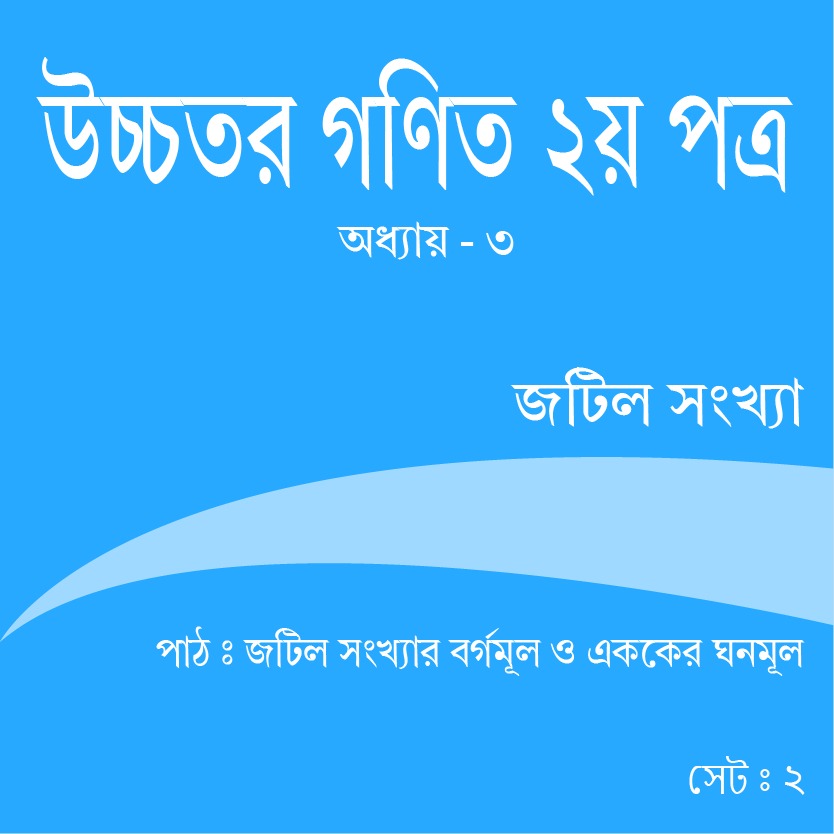 উচ্চতর গণিত ২য় পত্র
অধ্যায় - ৩
জটিল সংখ্যা
পাঠ ঃ জটিল সংখ্যার বর্গমূল ও এককের ঘনমূল
সেট ঃ ২